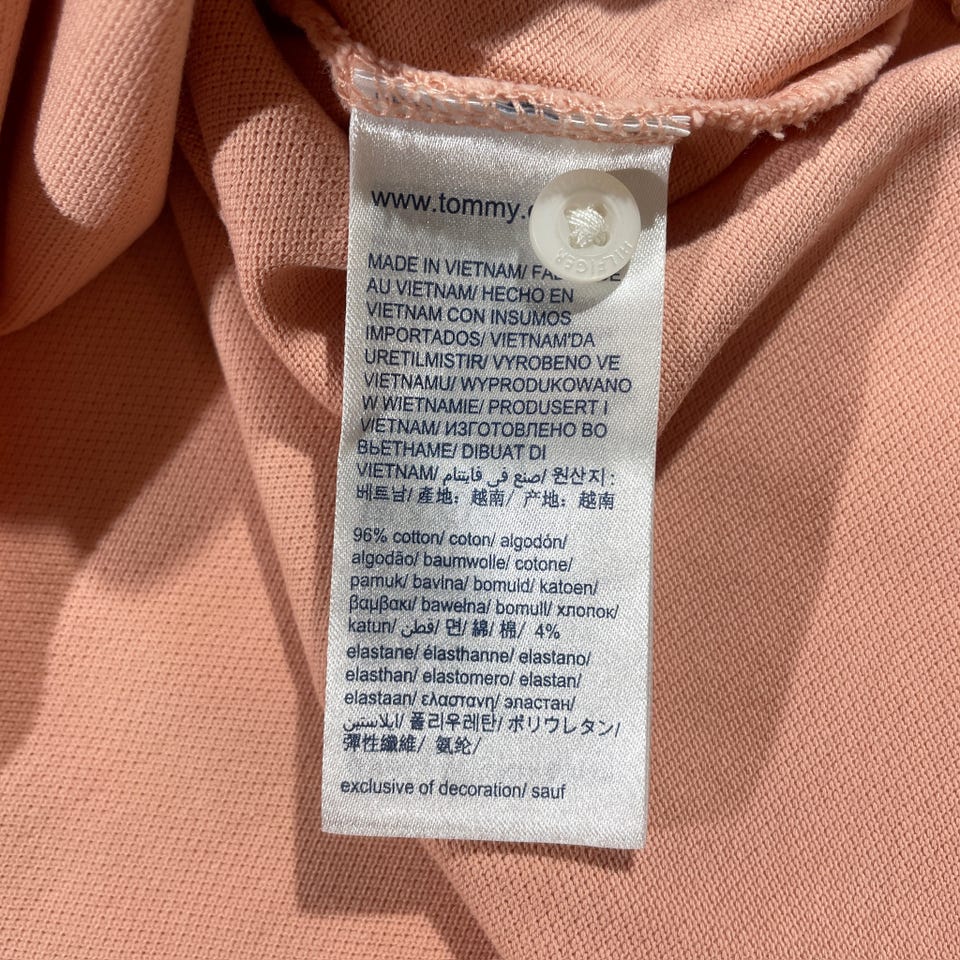 www.tommy.
HILFIGER
MADE IN VIETNAM/
AU VIETNAM/ HECHO EN
VIETNAM CON INSUMOS
IMPORTADOS/ VIETNAM'DA
URETILMISTIR/ VYROBENO VE
VIETNAMU/ WYPRODUKOWANO
W WIETNAMIE/ PRODUSERT I
VIETNAM/ ИЗГОТОВЛЕНО ВО
ВЬЕТНАМЕ/ DIBUAT DI
VIETNAM/ صنع في فايتنام/ 원산지 :
베트남/ 產地： 越南/ 产地： 越南
96% cotton/ coton/ algodón/
algodão/ baumwolle/ cotone/
pamuk/ bavlna/ bomuld/ katoen/
βαμβακι/ bawełna/ bomull/ хлопок/
katun/ قطن/ 면/ 綿/ 棉/ 4%
elastane/ élasthanne/ elastano/
elasthan/ elastomero/ elastan/
elastaan/ ελαστανη/ эластан/
ايلاستين/ 폴리우레탄/ ポリウレタン/
彈性纖維/ 氨纶/
exclusive of decoration/ sauf